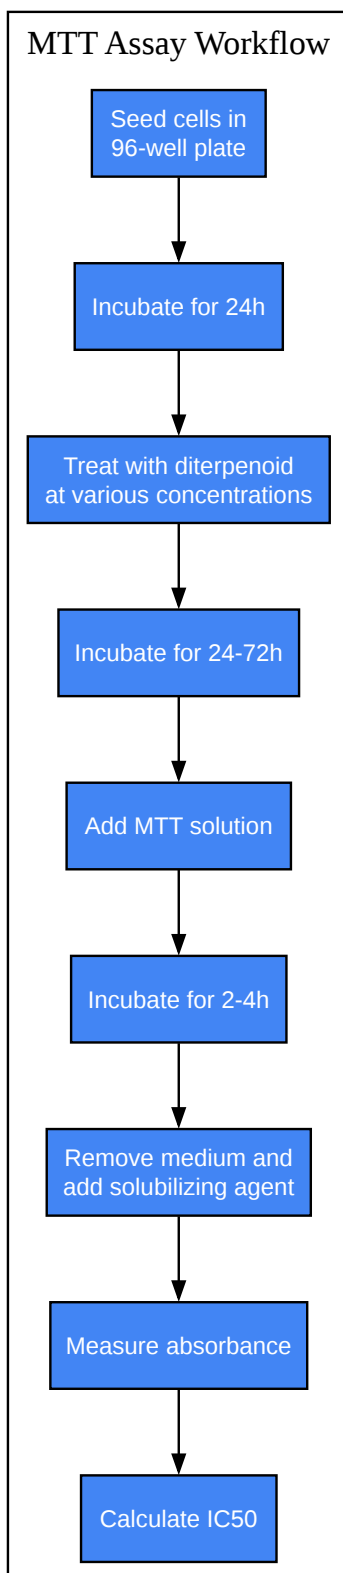 MTT Assay Workflow
Seed cells in
96-well plate
Incubate for 24h
Treat with diterpenoid
at various concentrations
Incubate for 24-72h
Add MTT solution
Incubate for 2-4h
Remove medium and
add solubilizing agent
Measure absorbance
Calculate IC50